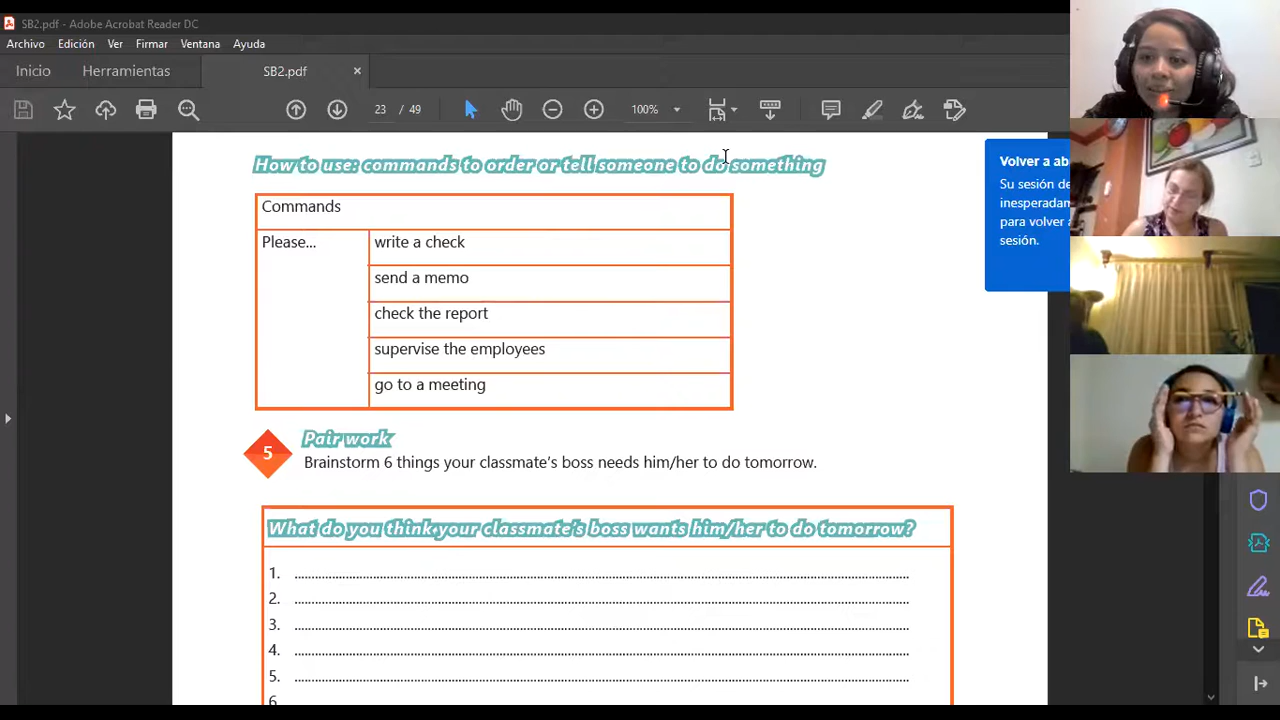 SB2.pdf - Adobe Acrobat Reader DC
Archivo Edición Ver Firmar Ventana Ayuda
Inicio Herramientas SB2.pdf ×
23 / 49 100%
How to use: commands to order or tell someone to do something
Commands
Please... write a check
send a memo
check the report
supervise the employees
go to a meeting
5 Pair work
Brainstorm 6 things your classmate's boss needs him/her to do tomorrow.
What do you think your classmate's boss wants him/her to do tomorrow?
1. ..........
2. ..........
3. ..........
4. ..........
5. ..........
6.
Volver a ab
Su sesión de
inesperadam
para volver a
sesión.